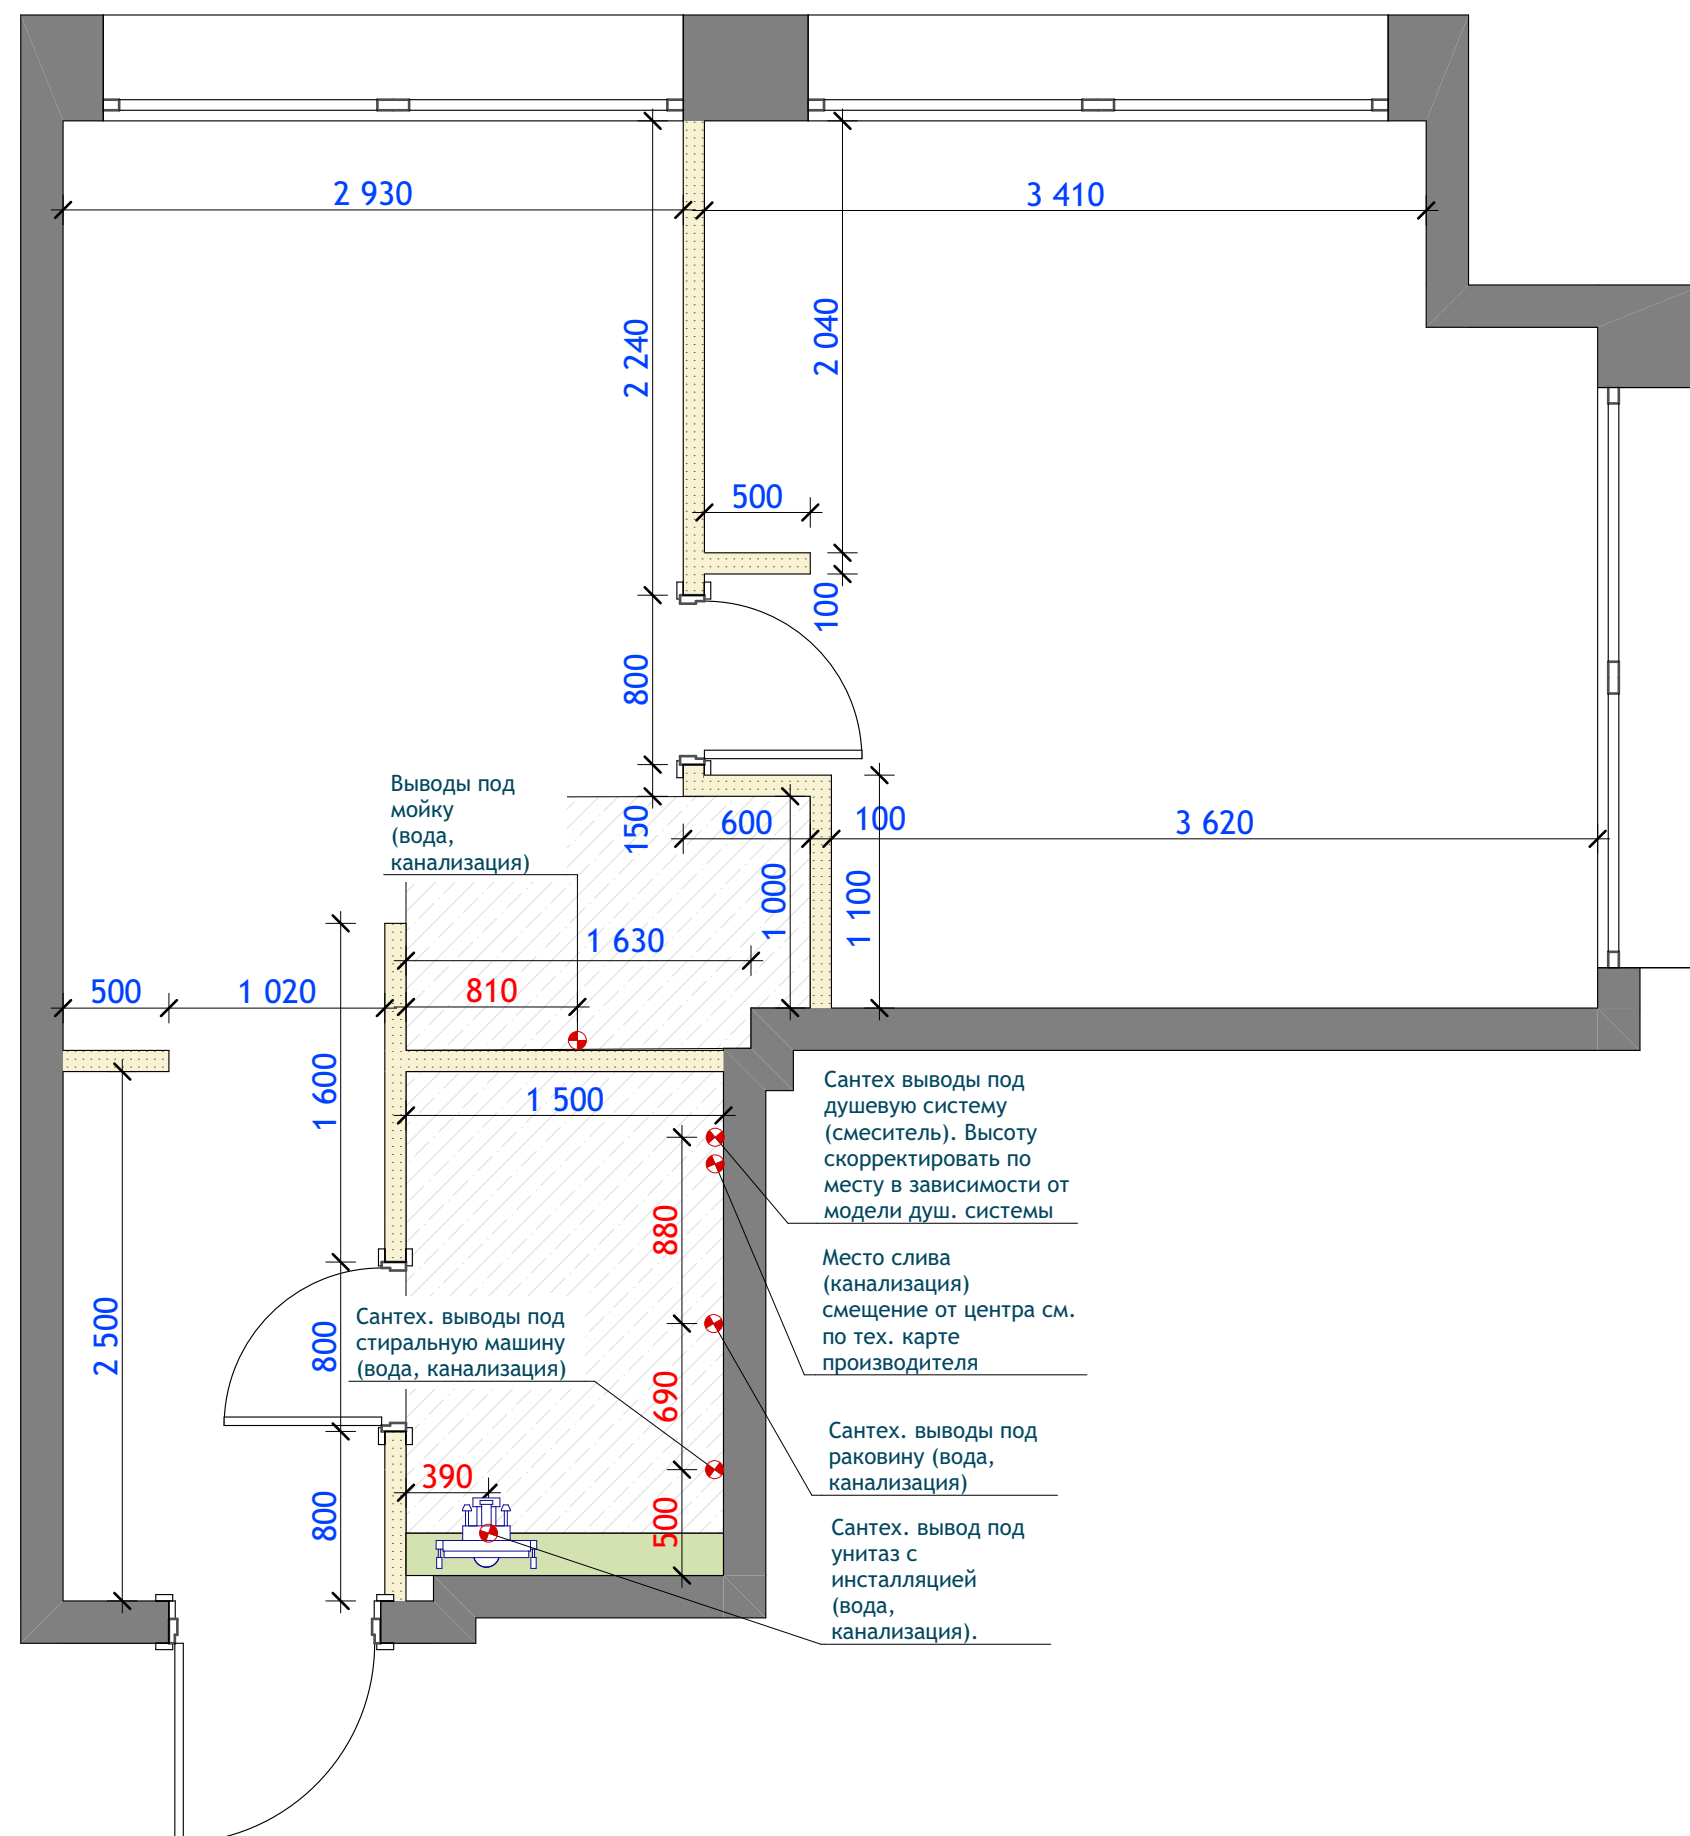 2 930
3 410
2 240
2 040
500
100
800
Выводы под
мойку
(вода,
канализация)
150
600
100
3 620
1 000
1 100
1 630
500
1 020
810
1 600
1 500
Сантех выводы под
душевую систему
(смеситель). Высоту
скорректировать по
месту в зависимости от
модели душ. системы
880
Место слива
(канализация)
смещение от центра см.
по тех. карте
производителя
2 500
800
Сантех. выводы под
стиральную машину
(вода, канализация)
690
Сантех. выводы под
раковину (вода,
канализация)
390
800
500
Сантех. вывод под
унитаз с
инсталляцией
(вода,
канализация).